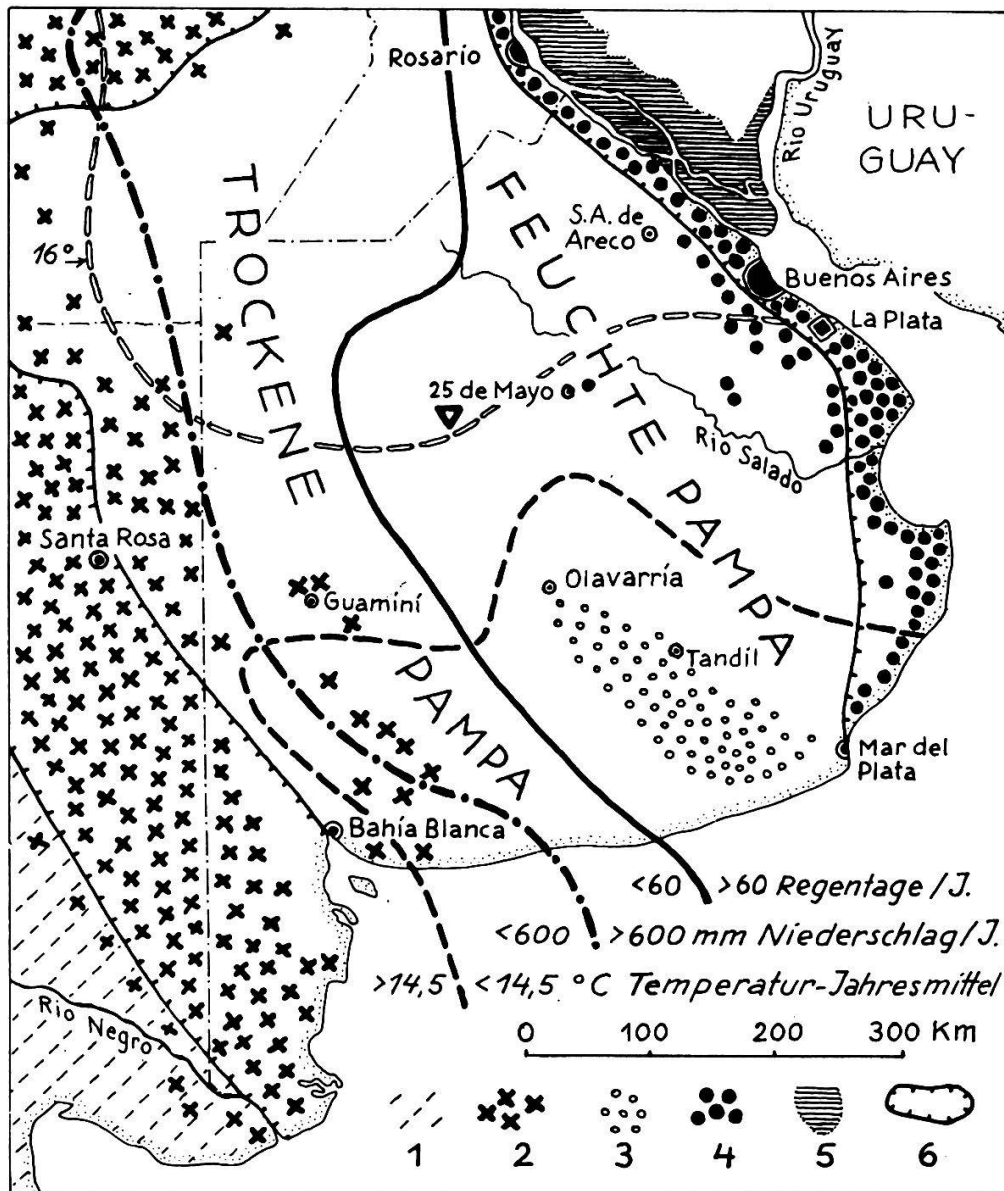 Rosario
Rio Uruguay
URU-
GUAY
TROCKENE
PAMPA
FEUCHTE PAMPA
S.A. de
Areco
16°
Buenos Aires
La Plata
25 de Mayo
Rio Salado
Santa Rosa
Olavarría
Guaminí
Tandil
Mar del
Plata
Bahía Blanca
<60 >60 Regentage/J.
<600 >600 mm Niederschlag/J.
>14,5 <14,5 °C Temperatur-Jahresmittel
Rio Negro
0 100 200 300 Km
1 2 3 4 5 6